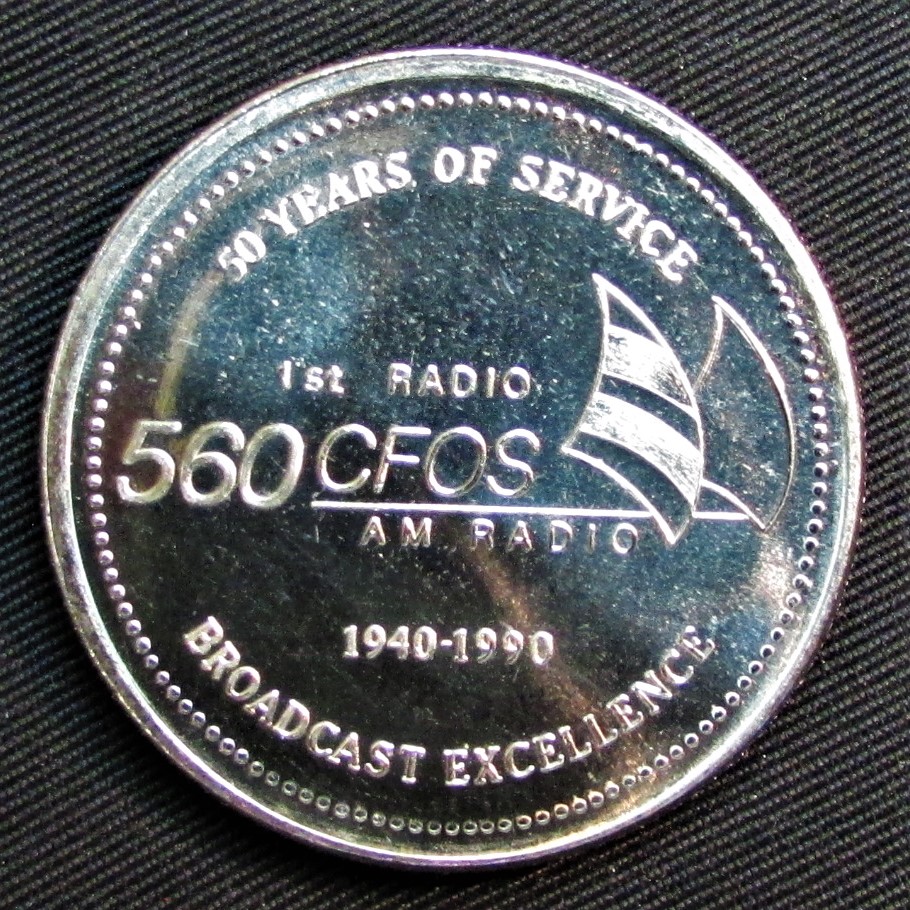 50 YEARS OF SERVICE
1st RADIO
560 CFOS
AM RADIO
1940-1990
BROADCAST EXCELLENCE